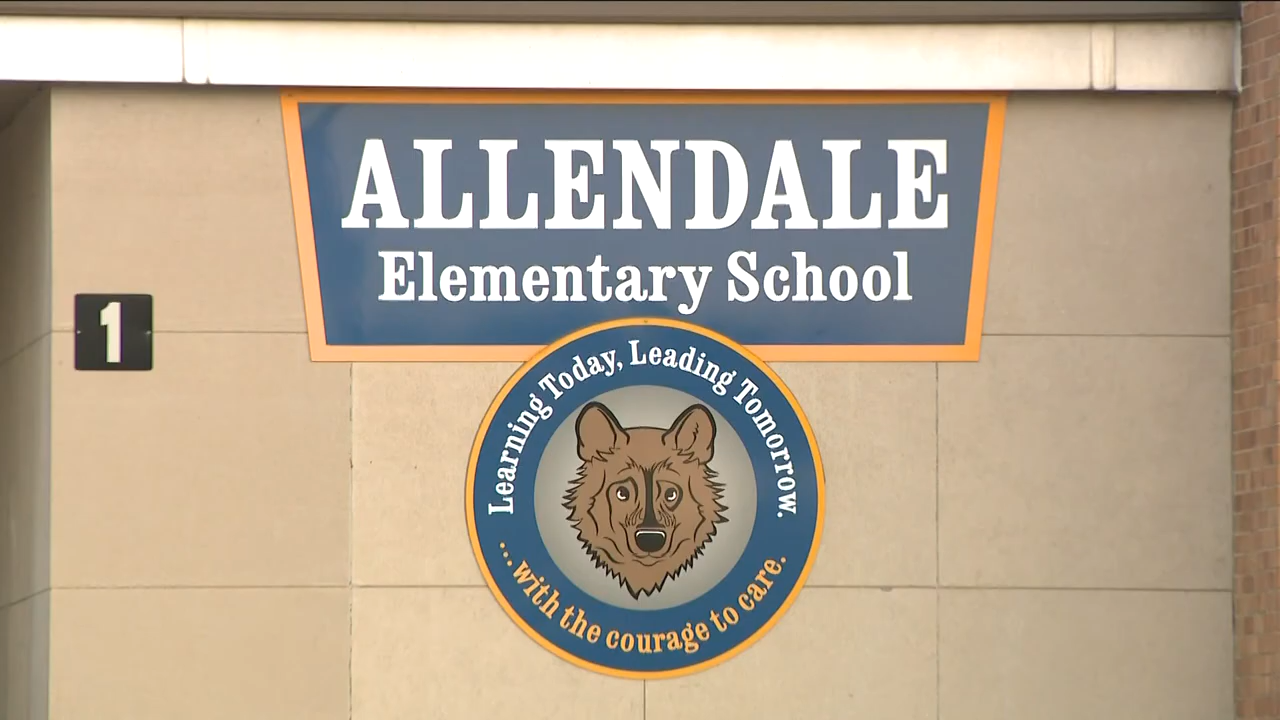 ALLENDALE
Elementary School
1
Learning Today, Leading Tomorrow.
...with the courage to care.